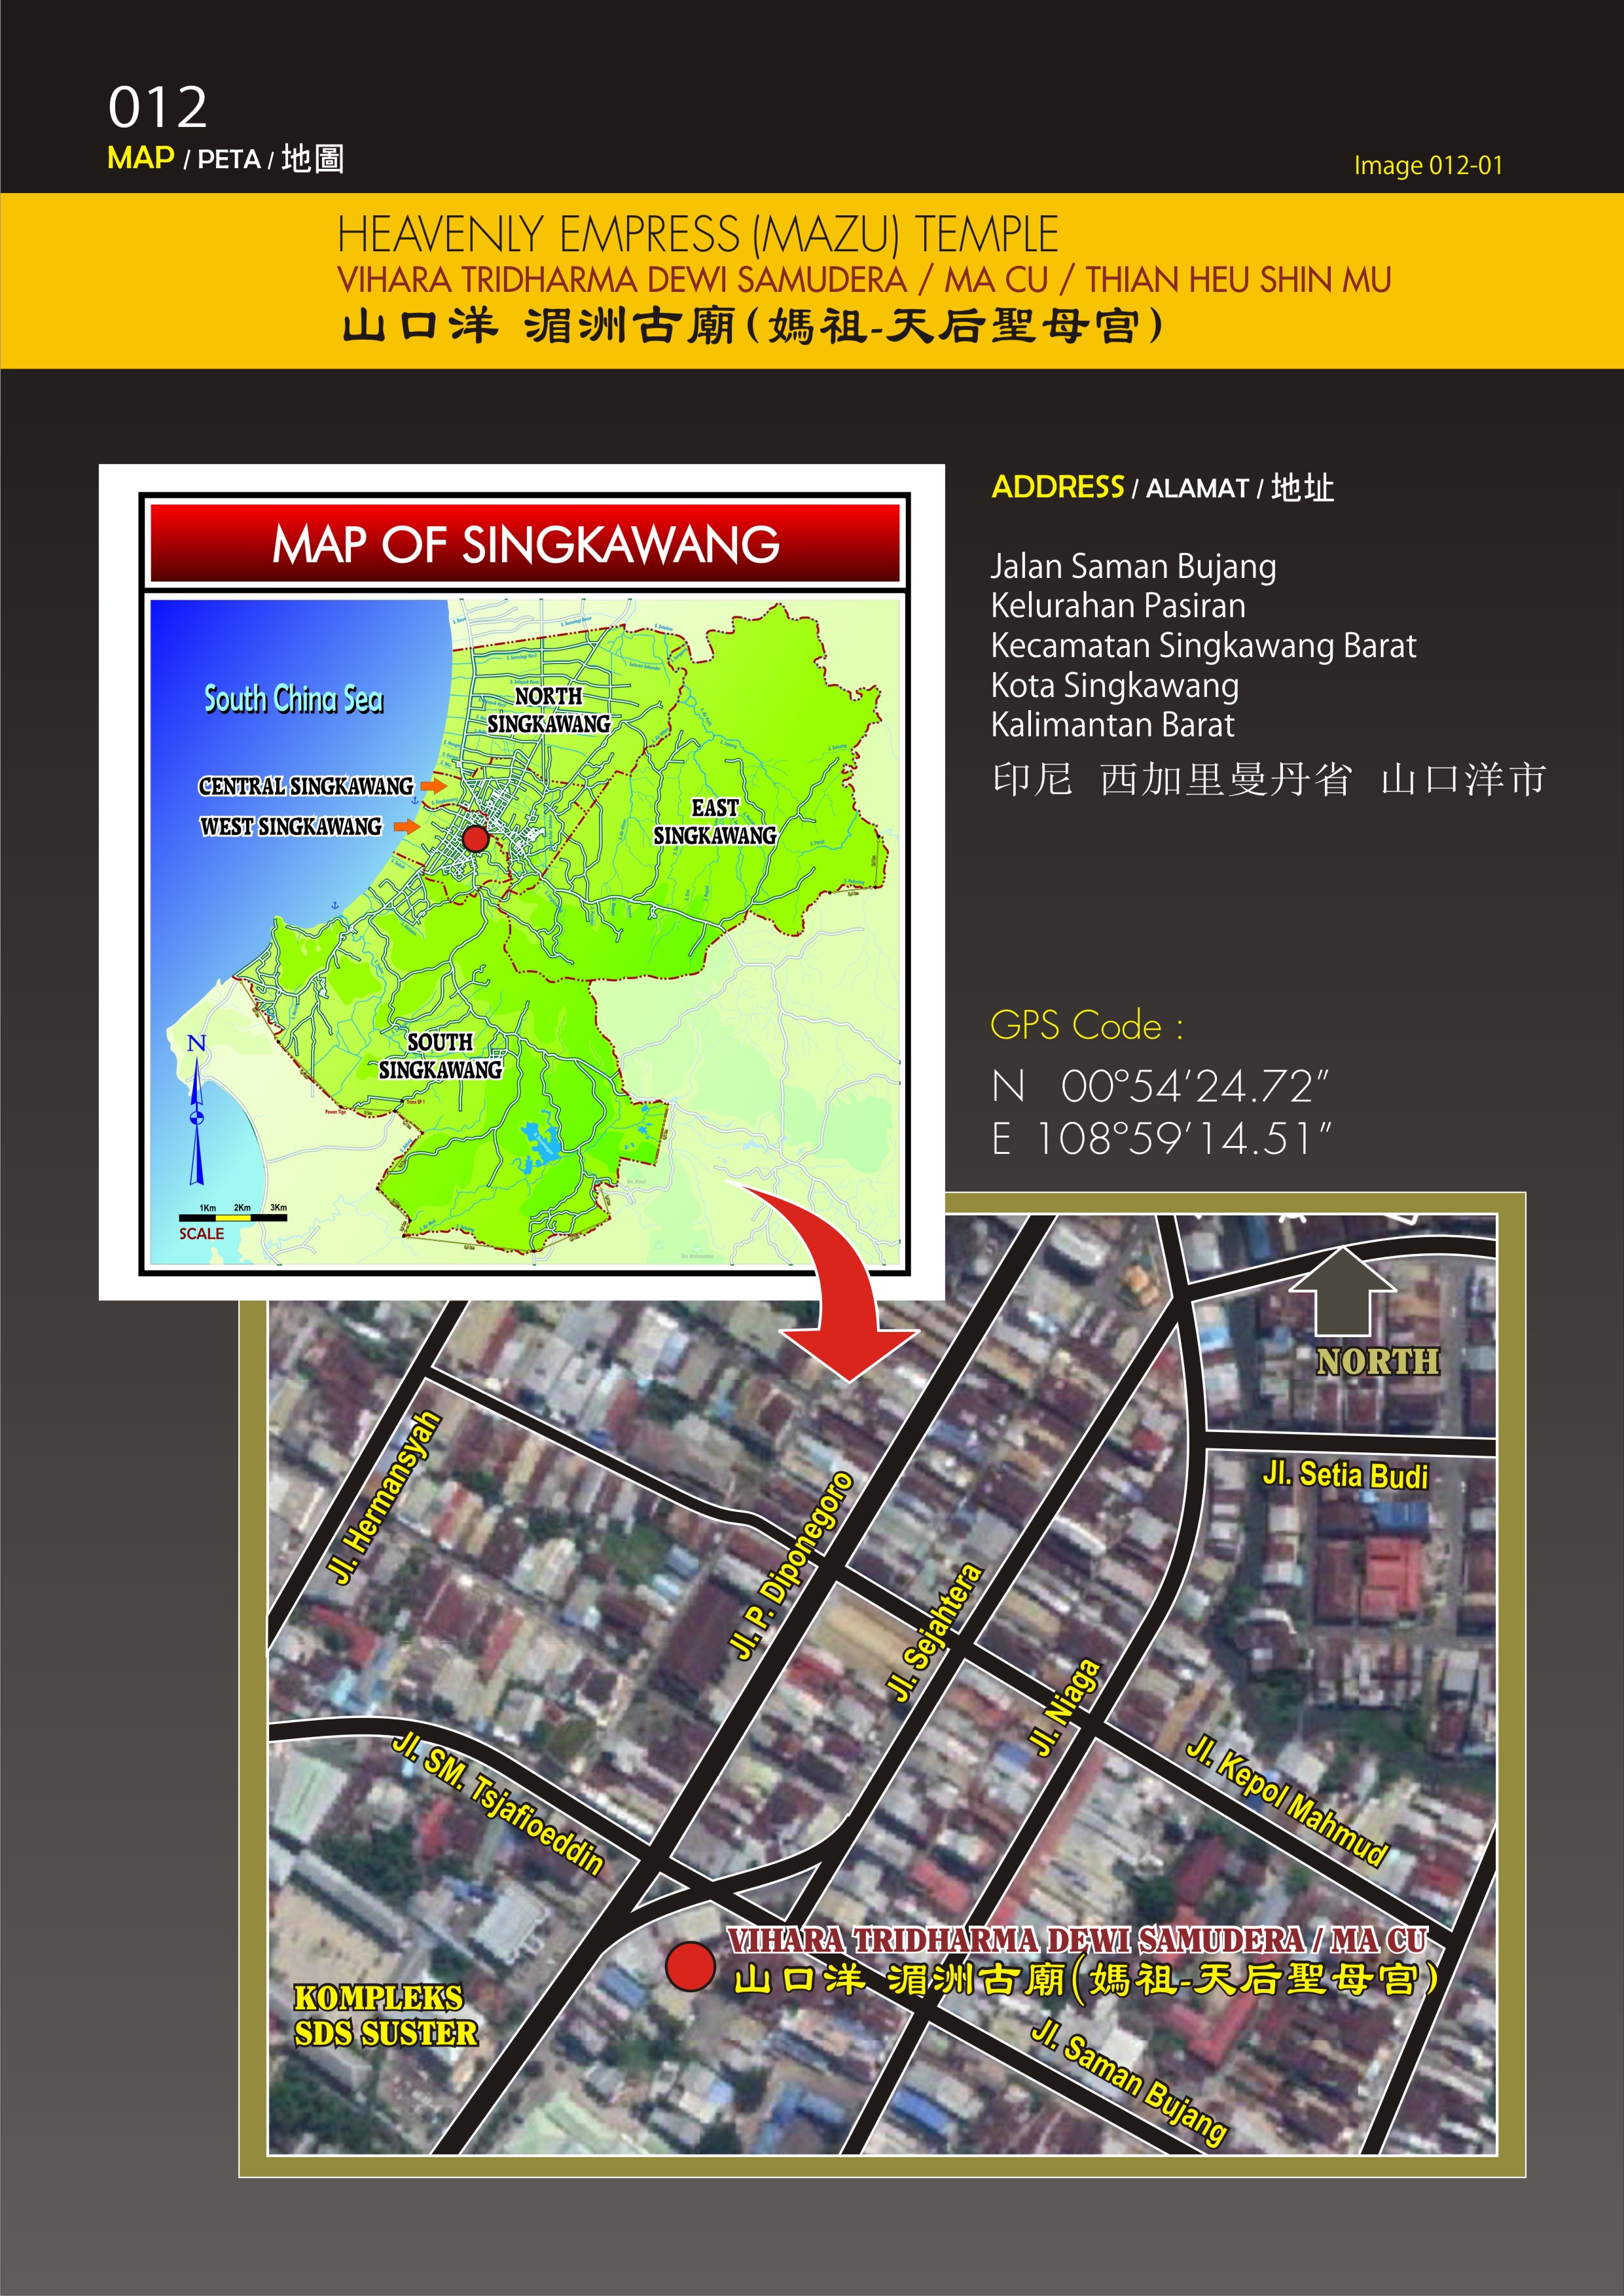 012
MAP / PETA / 地圖
Image 012-01
HEAVENLY EMPRESS (MAZU) TEMPLE
VIHARA TRIDHARMA DEWI SAMUDERA / MA CU / THIAN HEU SHIN MU
山口洋 湄洲古廟(媽祖-天后聖母宮)
MAP OF SINGKAWANG
South China Sea
NORTH
SINGKAWANG
CENTRAL SINGKAWANG
WEST SINGKAWANG
EAST
SINGKAWANG
SOUTH
SINGKAWANG
N
1Km 2Km 3Km
SCALE
ADDRESS / ALAMAT / 地址
Jalan Saman Bujang
Kelurahan Pasiran
Kecamatan Singkawang Barat
Kota Singkawang
Kalimantan Barat
印尼 西加里曼丹省 山口洋市
GPS Code :
N 00°54'24.72"
E 108°59'14.51"
NORTH
Jl. Setia Budi
Jl. Hermansyah
Jl. P. Diponegoro
Jl. Sejahtera
Jl. Niaga
Jl. Kepol Mahmud
Jl. SM. Tsjafioeddin
VIHARA TRIDHARMA DEWI SAMUDERA / MA CU
山口洋 湄洲古廟(媽祖-天后聖母宮)
KOMPLEKS
SDS SUSTER
Jl. Saman Bujang